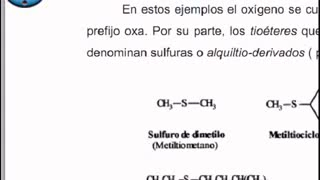 En estos ejemplos el oxígeno se cu
prefijo oxa. Por su parte, los tioéteres que
denominan sulfuras o alquiltio-derivados ( p
CH₃–S–CH₃
CH₃–S–
Sulfuro de dimetilo
(Metiltiometano)
Metiltiociclo